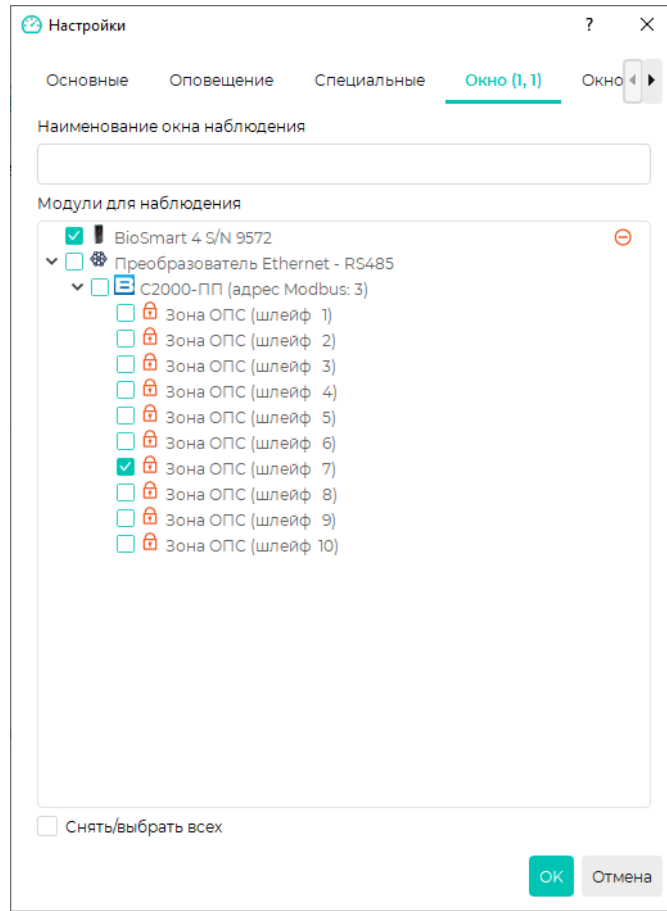 Настройки
Основные Оповещение Специальные Окно (1, 1) Окно
Наименование окна наблюдения
Модули для наблюдения
BioSmart 4 S/N 9572
Преобразователь Ethernet - RS485
С2000-ПП (адрес Modbus: 3)
Зона ОПС (шлейф 1)
Зона ОПС (шлейф 2)
Зона ОПС (шлейф 3)
Зона ОПС (шлейф 4)
Зона ОПС (шлейф 5)
Зона ОПС (шлейф 6)
Зона ОПС (шлейф 7)
Зона ОПС (шлейф 8)
Зона ОПС (шлейф 9)
Зона ОПС (шлейф 10)
Снять/выбрать всех
OK Отмена